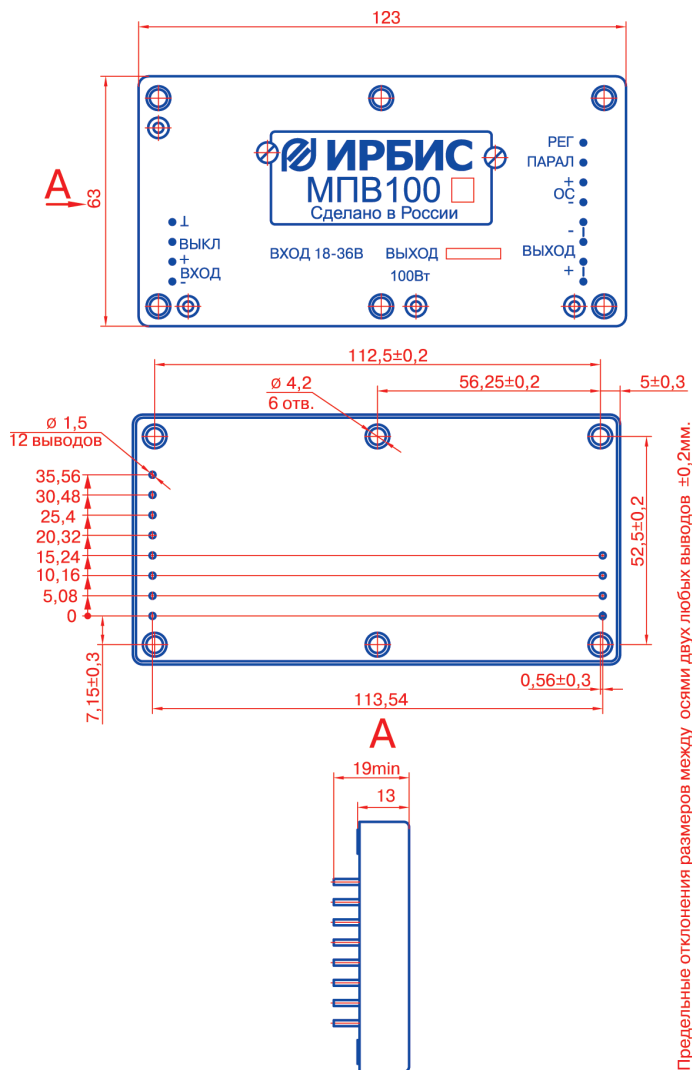 123
63
А
ИРБИС
МПВ100
Сделано в России
РЕГ
ПАРАЛ
+
ОС
-
-
ВЫХОД
+
⊥
ВЫКЛ
+
ВХОД
-
ВХОД 18-36В ВЫХОД
100Вт
112,5±0,2
ø 4,2
6 отв.
56,25±0,2
5±0,3
ø 1,5
12 выводов
35,56
30,48
25,4
20,32
15,24
10,16
5,08
0
52,5±0,2
7,15±0,3
0,56±0,3
113,54
А
19min
13
Предельные отклонения размеров между осями двух любых выводов ±0,2мм.